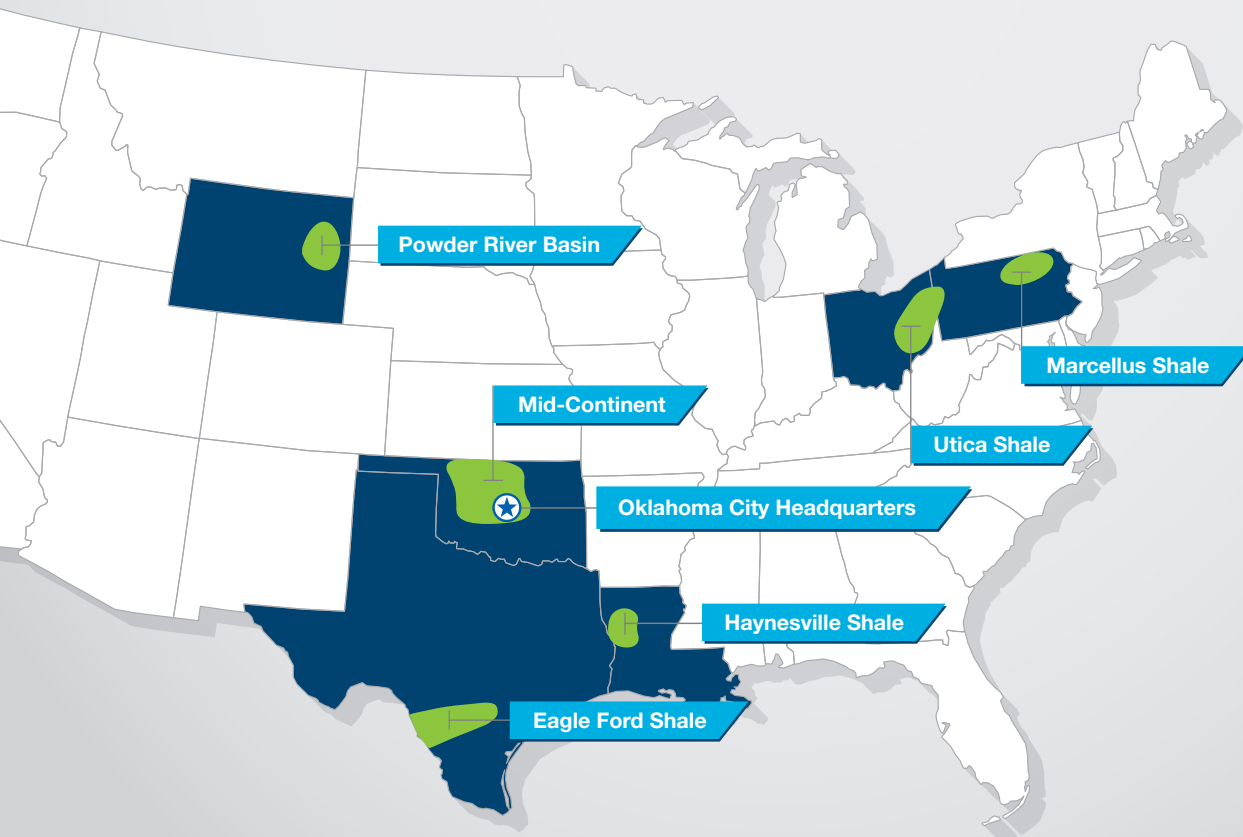 Powder River Basin
Marcellus Shale
Mid-Continent
Utica Shale
Oklahoma City Headquarters
Haynesville Shale
Eagle Ford Shale